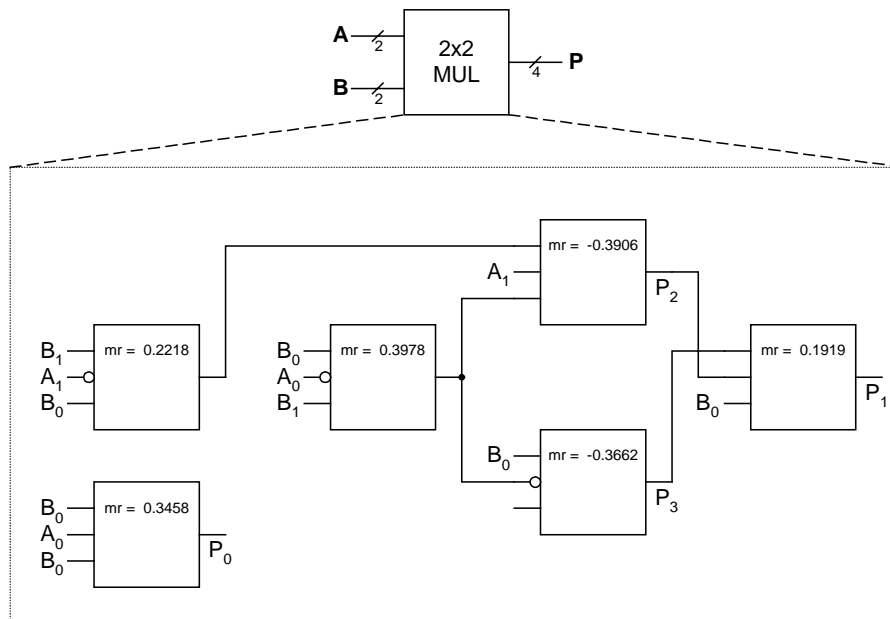 A
2
B
2
2x2
MUL
4
P
mr = -0.3906
A₁
P₂
B₁
A₁
B₀
mr = 0.2218
B₀
A₀
B₁
mr = 0.3978
mr = 0.1919
B₀
P₁
B₀
mr = -0.3662
P₃
B₀
A₀
B₀
mr = 0.3458
P₀